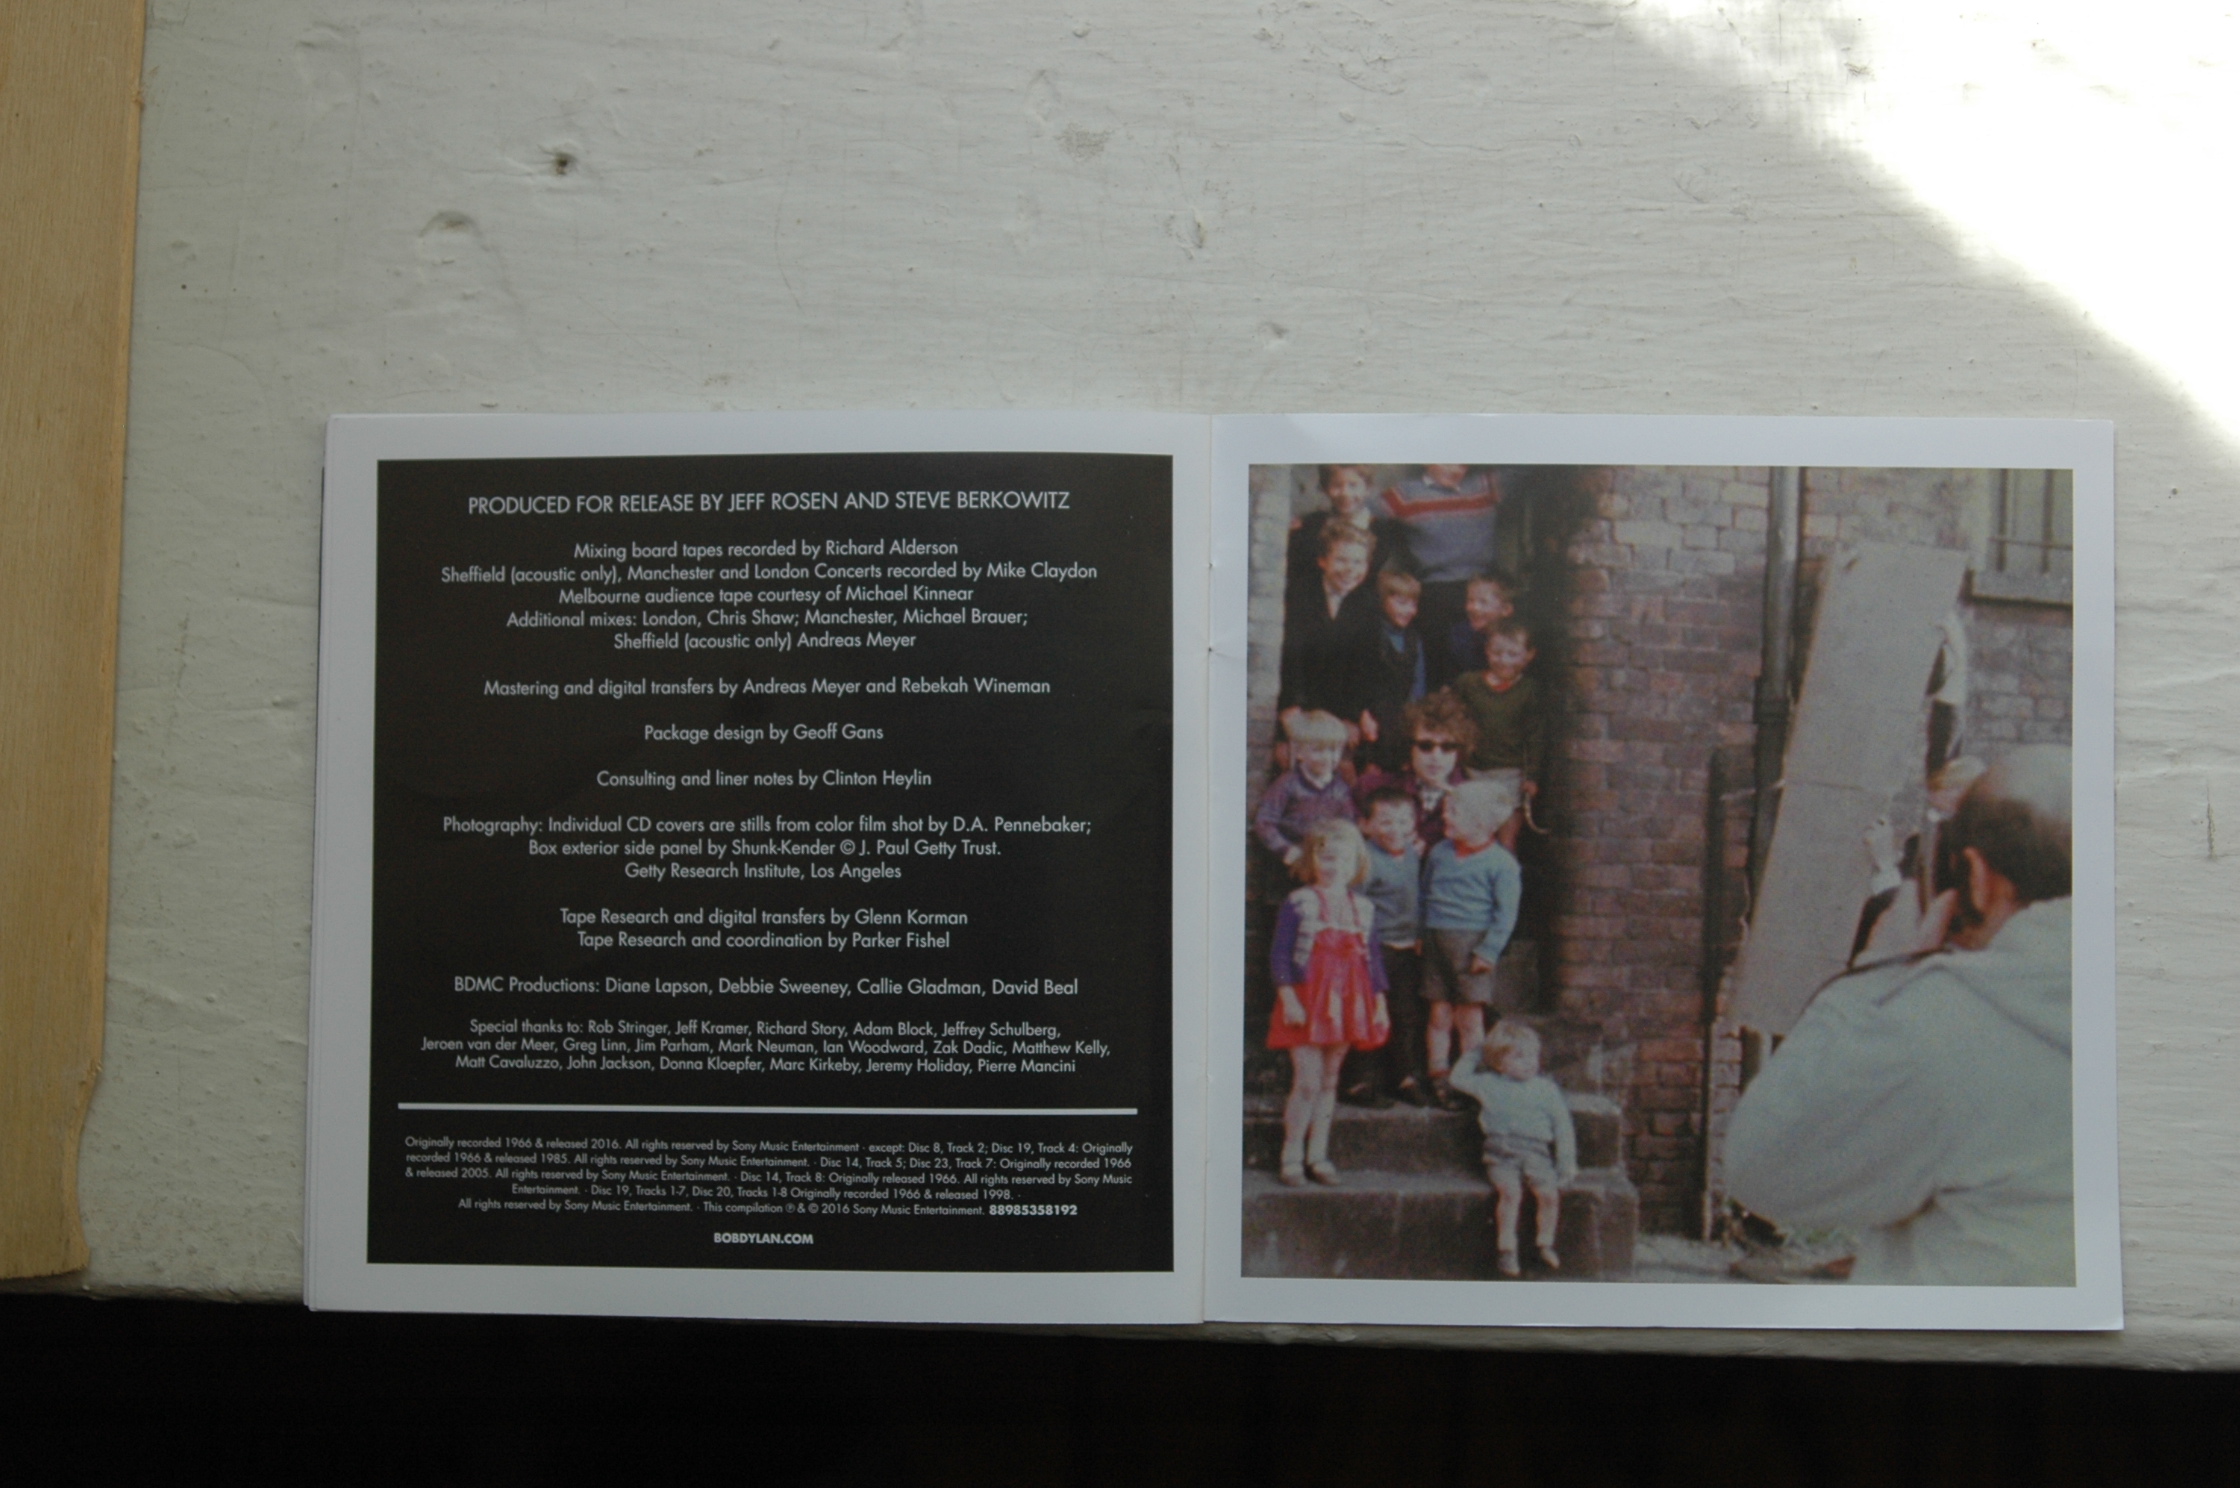 PRODUCED FOR RELEASE BY JEFF ROSEN AND STEVE BERKOWITZ
Mixing board tapes recorded by Richard Alderson
Sheffield (acoustic only), Manchester and London Concerts recorded by Mike Claydon
Melbourne audience tape courtesy of Michael Kinnear
Additional mixes: London, Chris Shaw; Manchester, Michael Brauer;
Sheffield (acoustic only) Andreas Meyer
Mastering and digital transfers by Andreas Meyer and Rebekah Wineman
Package design by Geoff Gans
Consulting and liner notes by Clinton Heylin
Photography: Individual CD covers are stills from color film shot by D.A. Pennebaker;
Box exterior side panel by Shunk-Kender © J. Paul Getty Trust.
Getty Research Institute, Los Angeles
Tape Research and digital transfers by Glenn Korman
Tape Research and coordination by Parker Fishel
BDMC Productions: Diane Lapson, Debbie Sweeney, Callie Gladman, David Beal
Special thanks to: Rob Stringer, Jeff Kramer, Richard Story, Adam Block, Jeffrey Schulberg,
Jeroen van der Meer, Greg Linn, Jim Parham, Mark Neuman, Ian Woodward, Zak Dadic, Matthew Kelly,
Matt Cavaluzzo, John Jackson, Donna Kloepfer, Marc Kirkeby, Jeremy Holiday, Pierre Mancini
Originally recorded 1966 & released 2016. All rights reserved by Sony Music Entertainment · except: Disc 8, Track 2; Disc 19, Track 4: Originally
recorded 1966 & released 1985. All rights reserved by Sony Music Entertainment. · Disc 14, Track 5; Disc 23, Track 7: Originally recorded 1966
& released 2005. All rights reserved by Sony Music Entertainment. · Disc 14, Track 8: Originally released 1966. All rights reserved by Sony Music
Entertainment. · Disc 19, Tracks 1-7, Disc 20, Tracks 1-8 Originally recorded 1966 & released 1998. ·
All rights reserved by Sony Music Entertainment. · This compilation ℗ & © 2016 Sony Music Entertainment. 88985358192
BOBDYLAN.COM